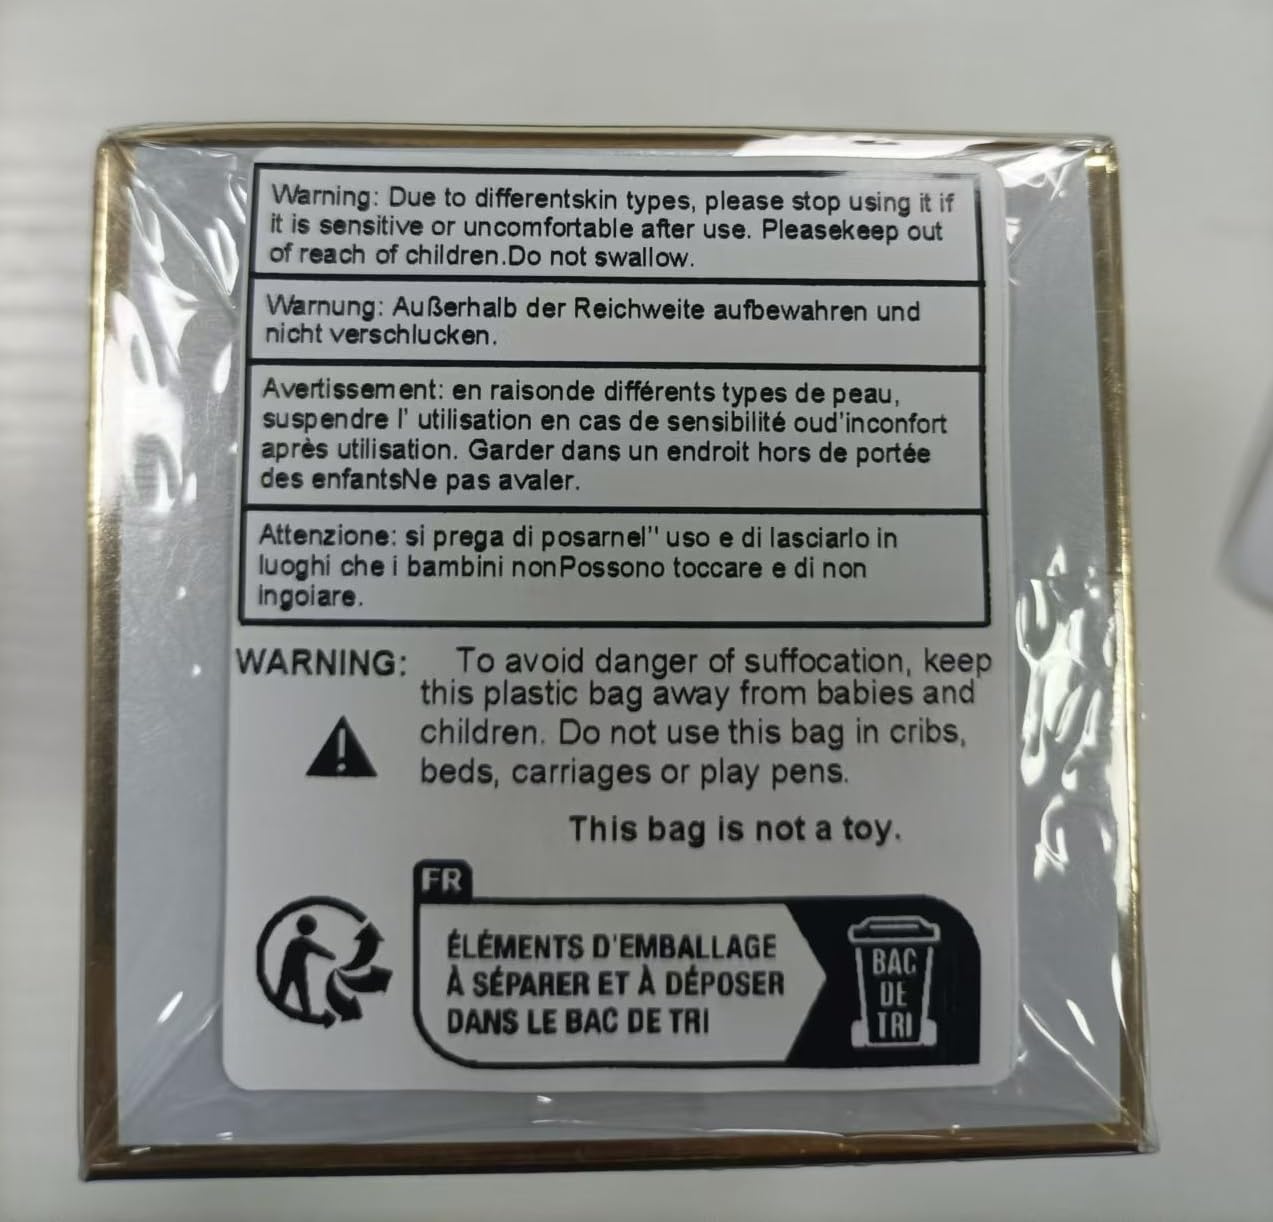 Warning: Due to differentskin types, please stop using it if
it is sensitive or uncomfortable after use. Pleasekeep out
of reach of children.Do not swallow.
Warnung: Außerhalb der Reichweite aufbewahren und
nicht verschlucken.
Avertissement: en raisonde différents types de peau,
suspendre l' utilisation en cas de sensibilité oud'inconfort
après utilisation. Garder dans un endroit hors de portée
des enfantsNe pas avaler.
Attenzione: si prega di posarnel" uso e di lasciarlo in
luoghi che i bambini nonPossono toccare e di non
ingoiare.
WARNING: To avoid danger of suffocation, keep
this plastic bag away from babies and
children. Do not use this bag in cribs,
beds, carriages or play pens.
This bag is not a toy.
FR
ÉLÉMENTS D'EMBALLAGE
À SÉPARER ET À DÉPOSER
DANS LE BAC DE TRI
BAC
DE
TRI